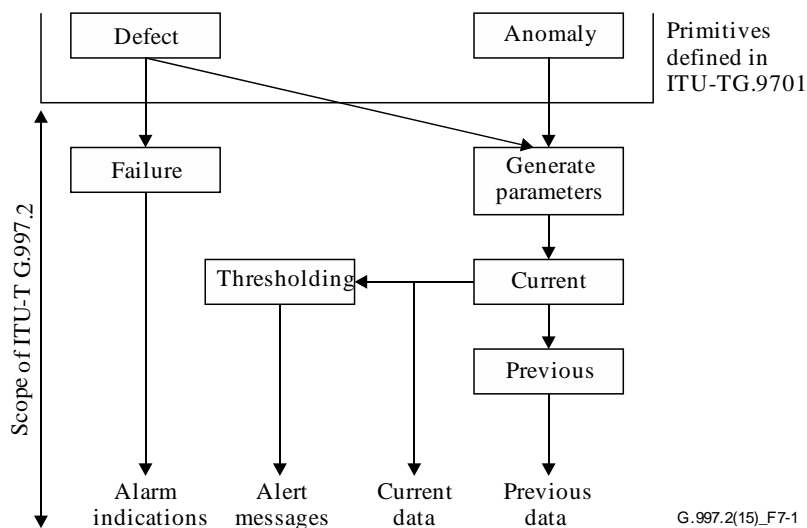 Defect
Anomaly
Primitives
defined in
ITU-TG.9701
Failure
Generate
parameters
Scope of ITU-T G.997.2
Thresholding
Current
Previous
Alarm
indications
Alert
messages
Current
data
Previous
data
G.997.2(15)_F7-1